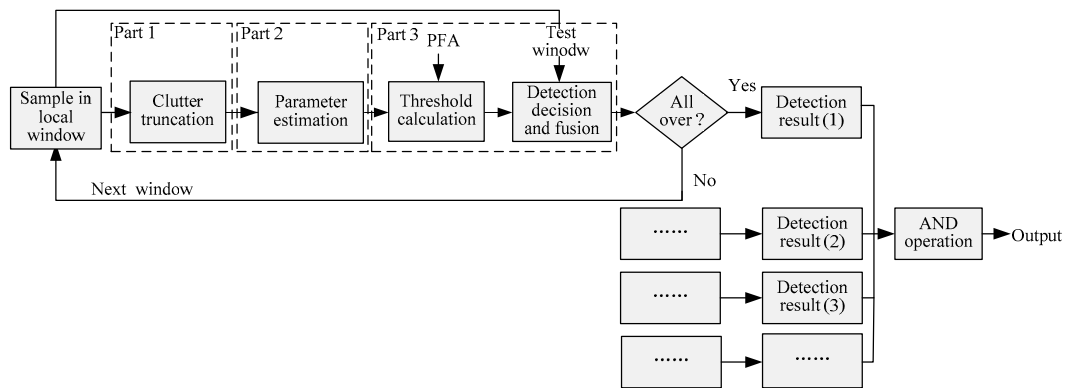 Part 1
Part 2
Part 3
PFA
Test
winodw
Sample in
local
window
Clutter
truncation
Parameter
estimation
Threshold
calculation
Detection
decision
and fusion
All
over ?
Yes
Detection
result (1)
No
Next window
······
Detection
result (2)
AND
operation
Output
······
Detection
result (3)
······
······